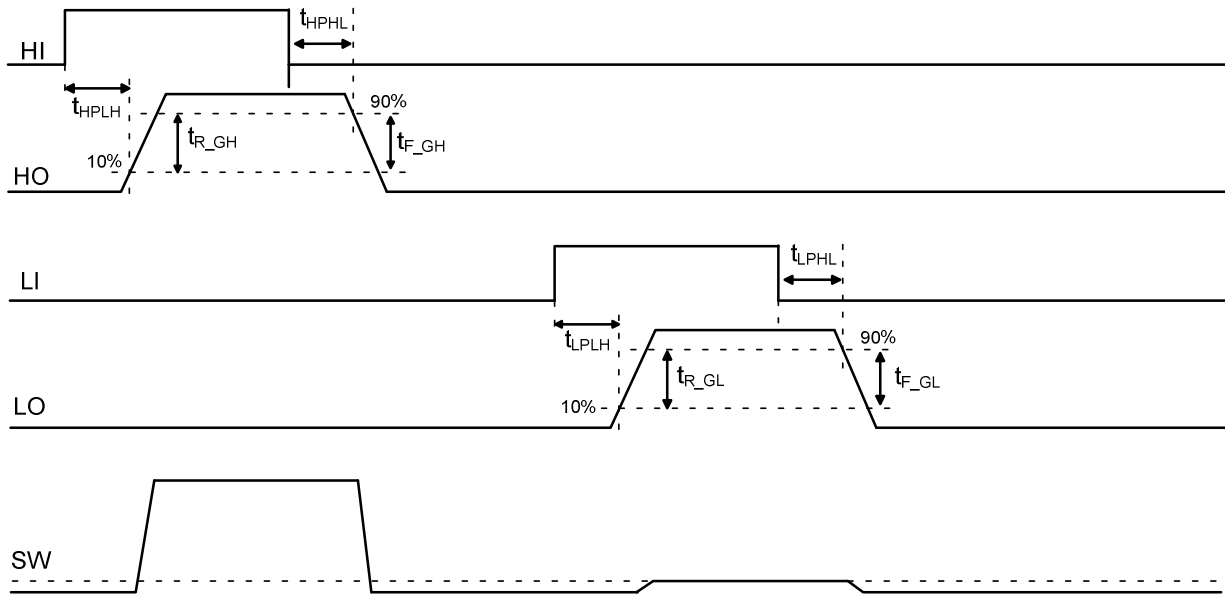 HI
tHPHL
tHPLH
90%
tR_GH
tF_GH
10%
HO
LI
tLPHL
tLPLH
90%
tR_GL
tF_GL
10%
LO
SW